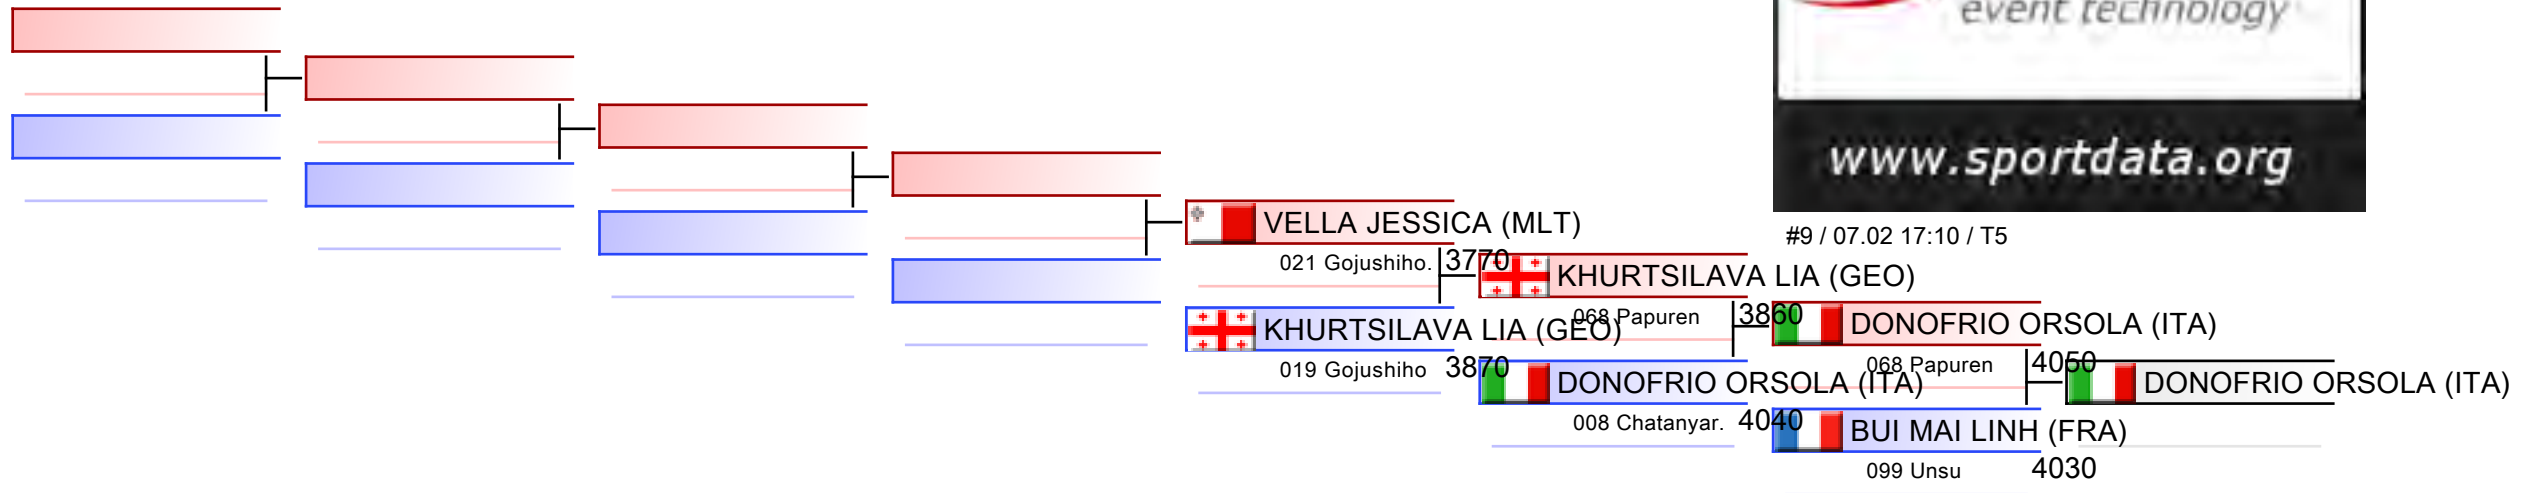 event technology
www.sportdata.org
#9 / 07.02 17:10 / T5
VELLA JESSICA (MLT)
021 Gojushiho. 3770
KHURTSILAVA LIA (GEO)
019 Gojushiho 3870
KHURTSILAVA LIA (GEO)
068 Papuren 3860
DONOFRIO ORSOLA (ITA)
008 Chatanyar. 4040
DONOFRIO ORSOLA (ITA)
068 Papuren 4050
BUI MAI LINH (FRA)
099 Unsu 4030
DONOFRIO ORSOLA (ITA)